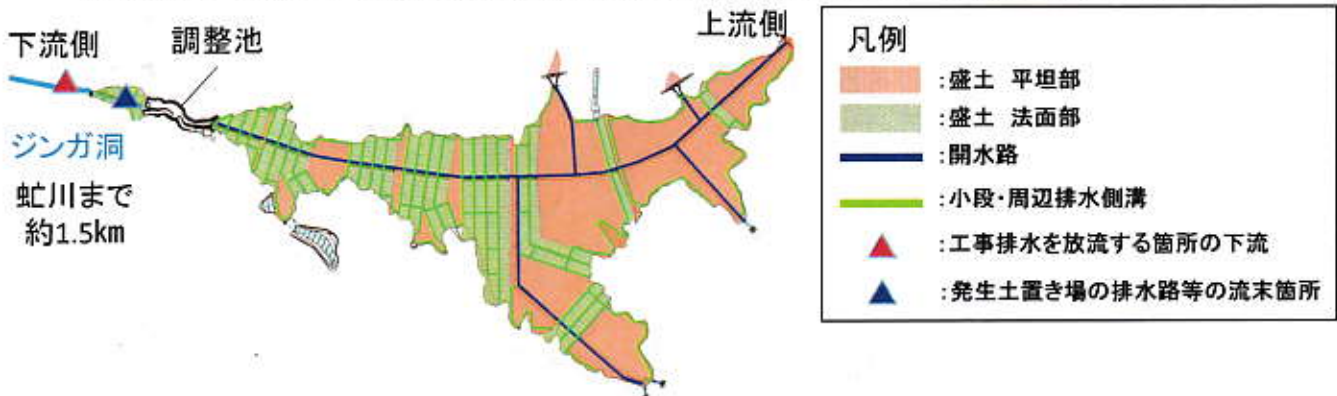 下流側
調整池
上流側
ジンガ洞
虻川まで
約1.5km
凡例
:盛土 平坦部
:盛土 法面部
:開水路
:小段・周辺排水側溝
:工事排水を放流する箇所の下流
:発生土置き場の排水路等の流末箇所